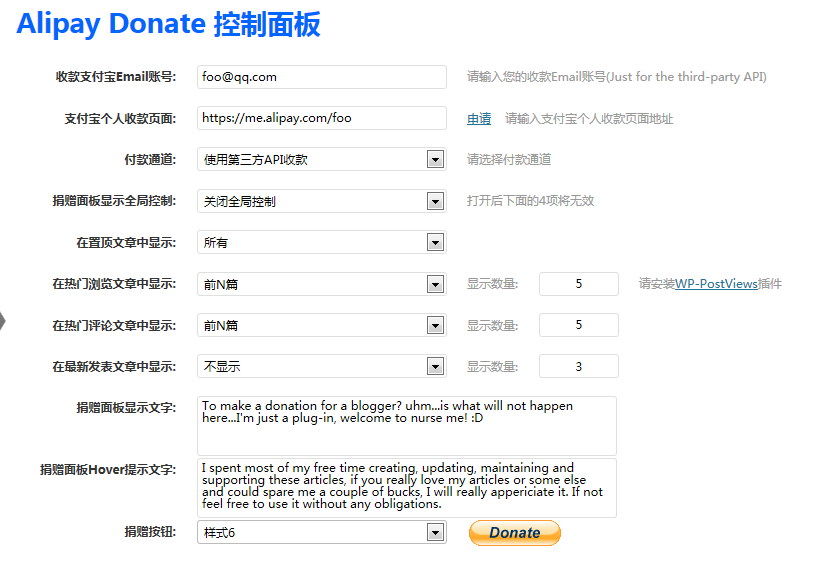 Alipay Donate 控制面板
收款支付宝Email账号: foo@qq.com 请输入您的收款Email账号(Just for the third-party API)
支付宝个人收款页面: https://me.alipay.com/foo 申请 请输入支付宝个人收款页面地址
付款通道: 使用第三方API收款 请选择付款通道
捐赠面板显示全局控制: 关闭全局控制 打开后下面的4项将无效
在置顶文章中显示: 所有
在热门浏览文章中显示: 前N篇 显示数量: 5 请安装WP-PostViews插件
在热门评论文章中显示: 前N篇 显示数量: 5
在最新发表文章中显示: 不显示 显示数量: 3
捐赠面板显示文字: To make a donation for a blogger? uhm...is what will not happen
here...I'm just a plug-in, welcome to nurse me! :D
捐赠面板Hover提示文字: I spent most of my free time creating, updating, maintaining and
supporting these articles, if you really love my articles or some else
and could spare me a couple of bucks, I will really appericiate it. If not
feel free to use it without any obligations.
捐赠按钮: 样式6 Donate